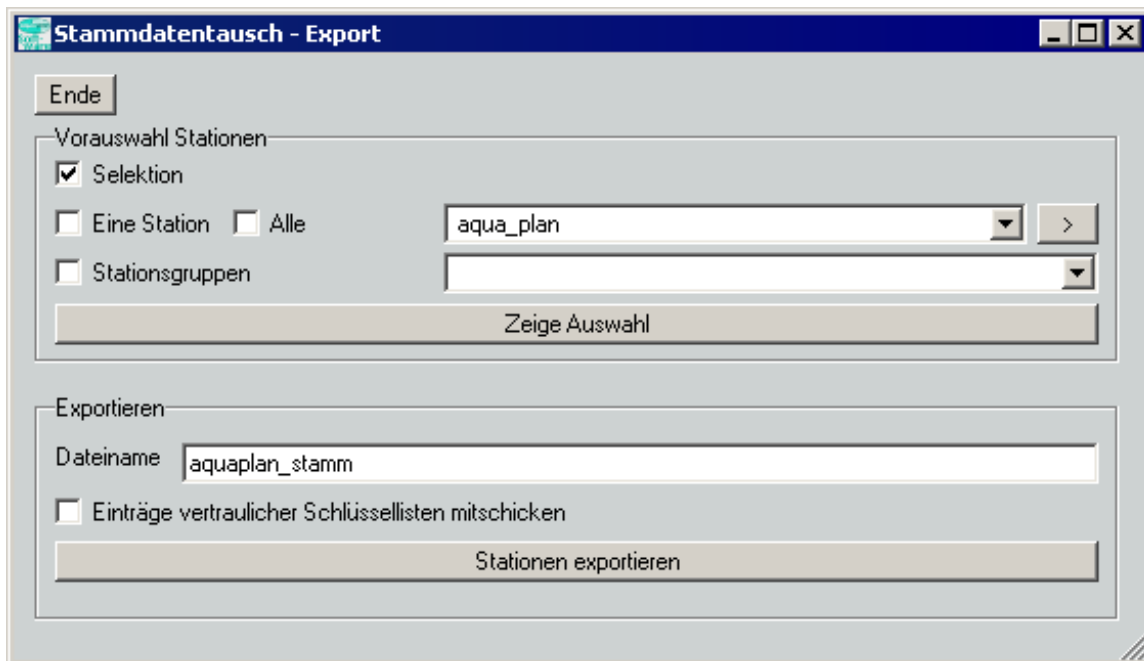 Stammdatentausch - Export
Ende
Vorauswahl Stationen
Selektion
Eine Station Alle aqua_plan >
Stationsgruppen
Zeige Auswahl
Exportieren
Dateiname aquaplan_stamm
Einträge vertraulicher Schlüssellisten mitschicken
Stationen exportieren